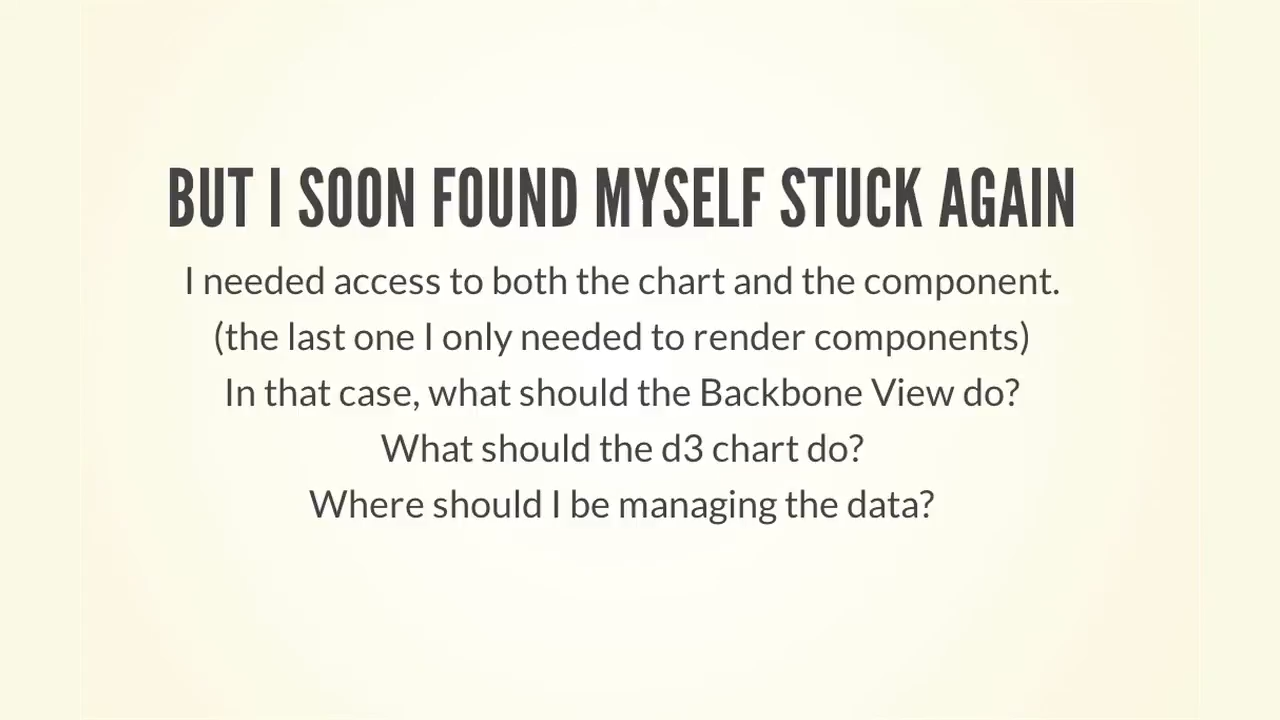 BUT I SOON FOUND MYSELF STUCK AGAIN
I needed access to both the chart and the component.
(the last one I only needed to render components)
In that case, what should the Backbone View do?
What should the d3 chart do?
Where should I be managing the data?